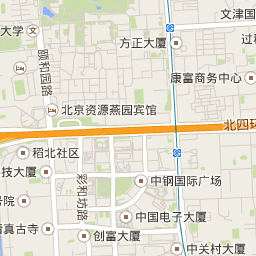 文津国
大学
方正大厦
过程
颐和园路
康富商务中心
北京资源燕园宾馆
北四环
稻北社区
技大厦
彩和坊路
中钢国际广场
号院
中国电子大厦
清真古寺
创富大厦
中关村大厦